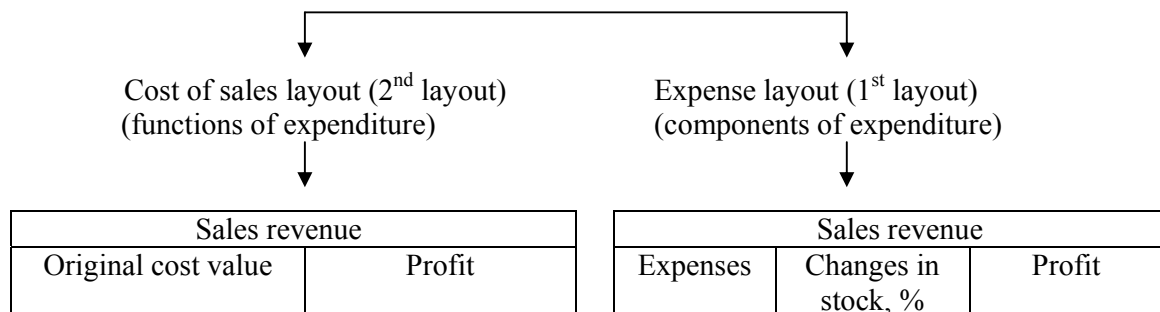 Cost of sales layout (2nd layout)
(functions of expenditure)
Expense layout (1st layout)
(components of expenditure)
Sales revenue
Original cost value
Profit
Sales revenue
Expenses
Changes in
stock, %
Profit